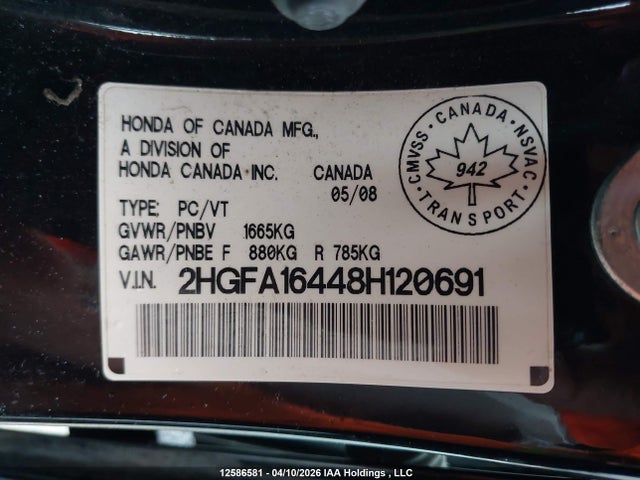 HONDA OF CANADA MFG.,
A DIVISION OF
HONDA CANADA INC. CANADA
05/08
TYPE: PC/VT
GVWR/PNBV 1665KG
GAWR/PNBE F 880KG R 785KG
V.I.N. 2HGFA16448H120691
CMVSS · CANADA · NSVAC
942
· TRANSPORT ·
12586581 - 04/10/2026 IAA Holdings , LLC